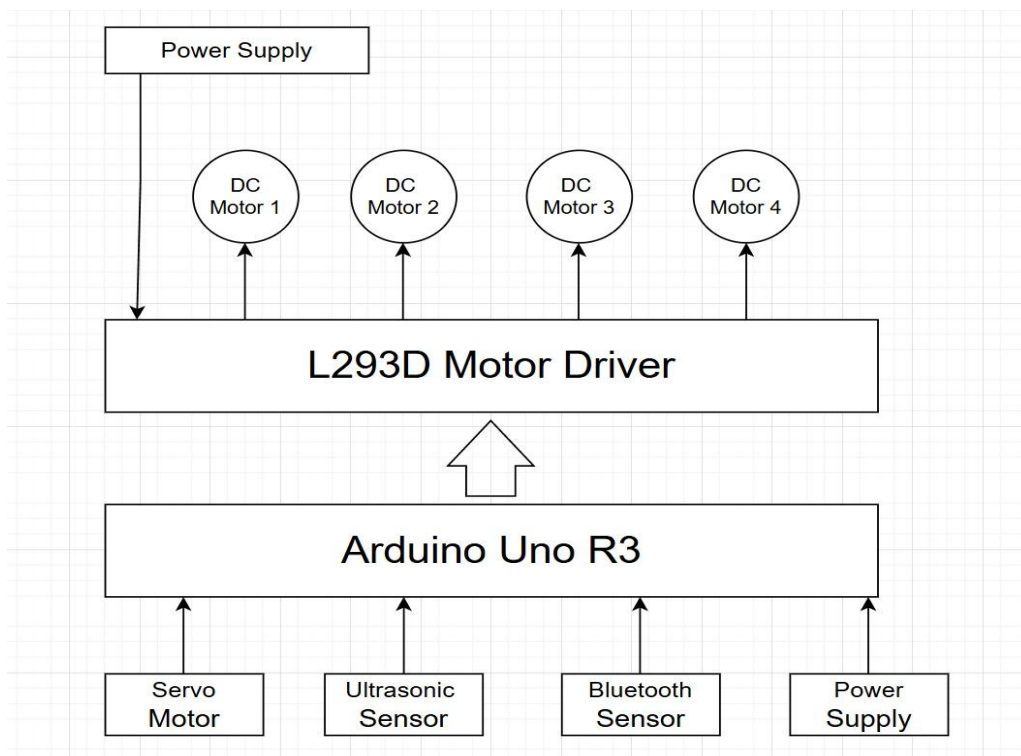 Power Supply
DC
Motor 1
DC
Motor 2
DC
Motor 3
DC
Motor 4
L293D Motor Driver
Arduino Uno R3
Servo
Motor
Ultrasonic
Sensor
Bluetooth
Sensor
Power
Supply